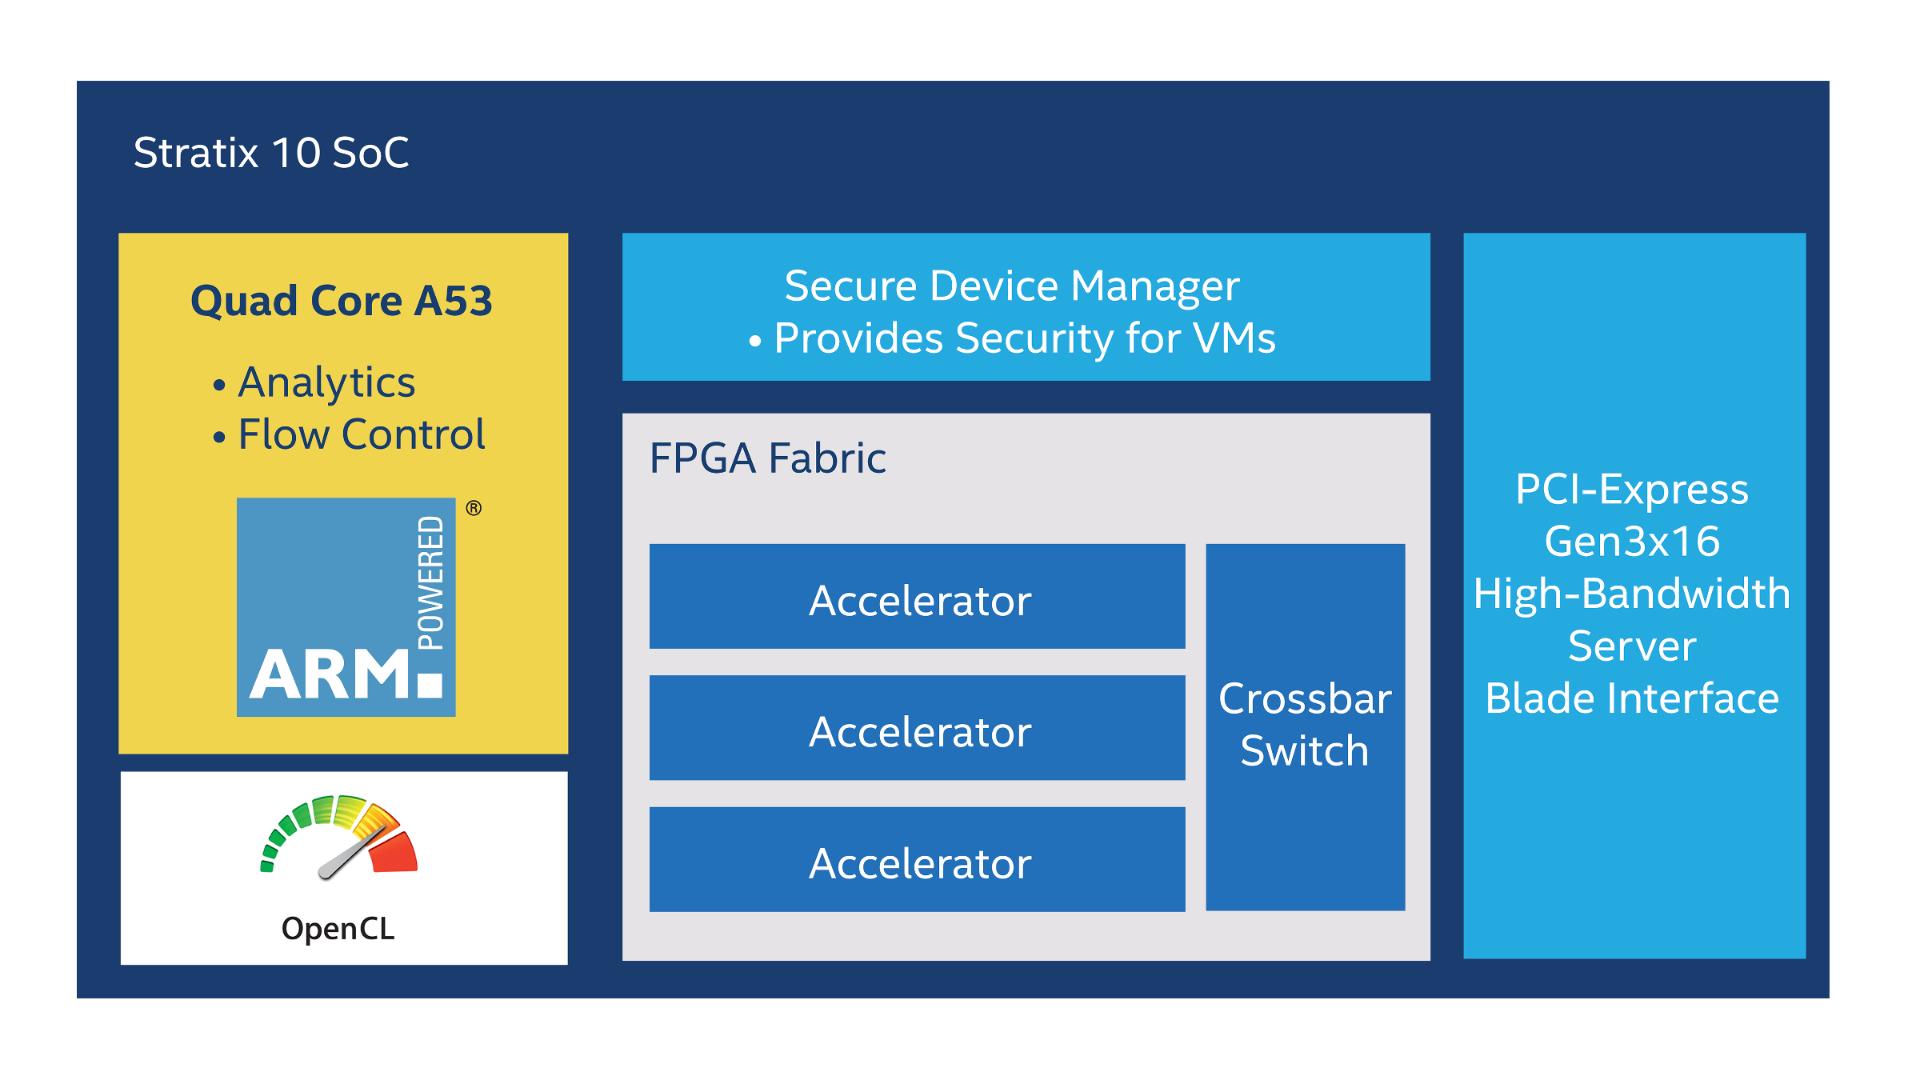 Stratix 10 SoC
Quad Core A53
• Analytics
• Flow Control
ARM POWERED ®
OpenCL
Secure Device Manager
• Provides Security for VMs
FPGA Fabric
Accelerator
Accelerator
Accelerator
Crossbar
Switch
PCI-Express
Gen3x16
High-Bandwidth
Server
Blade Interface